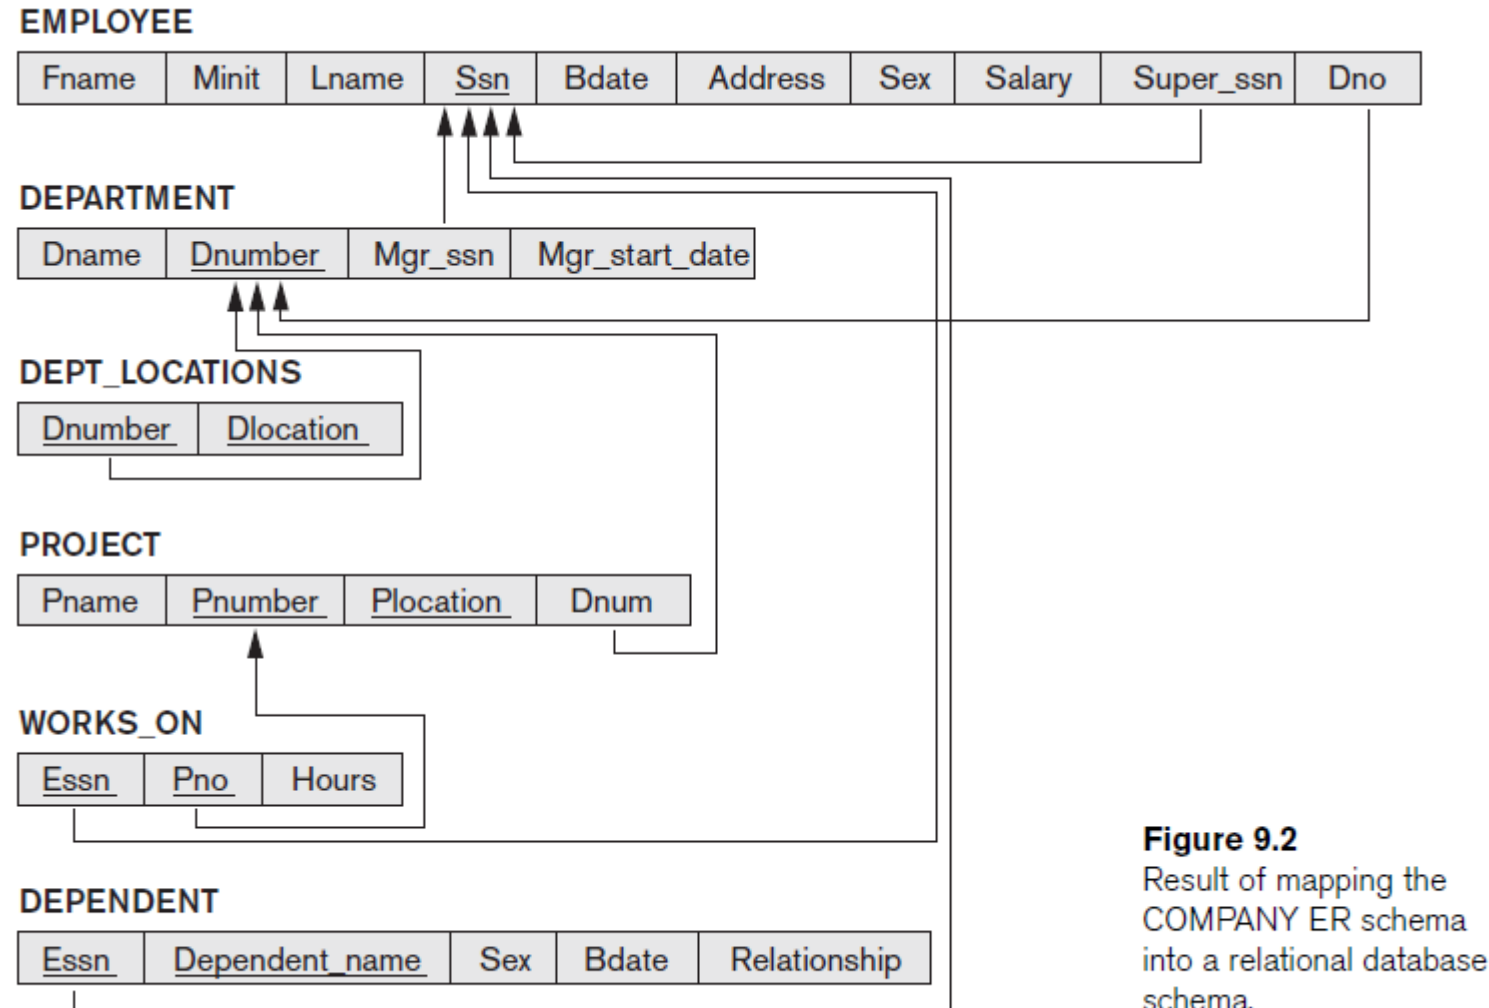 EMPLOYEE
Fname Minit Lname Ssn Bdate Address Sex Salary Super_ssn Dno
DEPARTMENT
Dname Dnumber Mgr_ssn Mgr_start_date
DEPT_LOCATIONS
Dnumber Dlocation
PROJECT
Pname Pnumber Plocation Dnum
WORKS_ON
Essn Pno Hours
DEPENDENT
Essn Dependent_name Sex Bdate Relationship
Figure 9.2
Result of mapping the
COMPANY ER schema
into a relational database
schema.